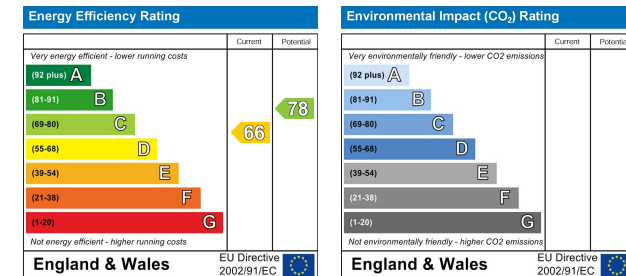 Energy Efficiency Rating
Current Potential
Very energy efficient - lower running costs
(92 plus) A
(81-91) B
(69-80) C
(55-68) D
(39-54) E
(21-38) F
(1-20) G
66
78
Not energy efficient - higher running costs
England & Wales
EU Directive
2002/91/EC
Environmental Impact (CO₂) Rating
Current Potential
Very environmentally friendly - lower CO2 emissions
(92 plus) A
(81-91) B
(69-80) C
(55-68) D
(39-54) E
(21-38) F
(1-20) G
Not environmentally friendly - higher CO2 emissions
England & Wales
EU Directive
2002/91/EC